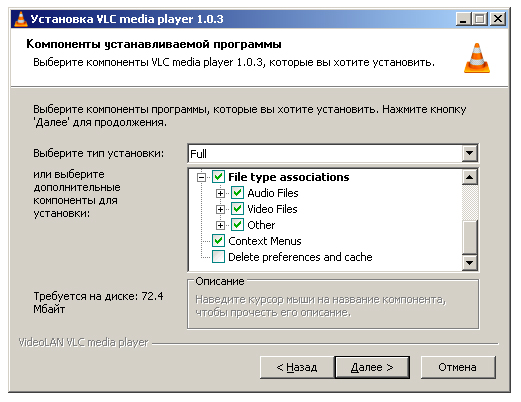 Установка VLC media player 1.0.3
Компоненты устанавливаемой программы
Выберите компоненты VLC media player 1.0.3, которые вы хотите установить.
Выберите компоненты программы, которые вы хотите установить. Нажмите кнопку
'Далее' для продолжения.
Выберите тип установки:
Full
или выберите
дополнительные
компоненты для
установки:
File type associations
Audio Files
Video Files
Other
Context Menus
Delete preferences and cache
Требуется на диске: 72.4
Мбайт
Описание
Наведите курсор мыши на название компонента,
чтобы прочесть его описание.
VideoLAN VLC media player
< Назад
Далее >
Отмена